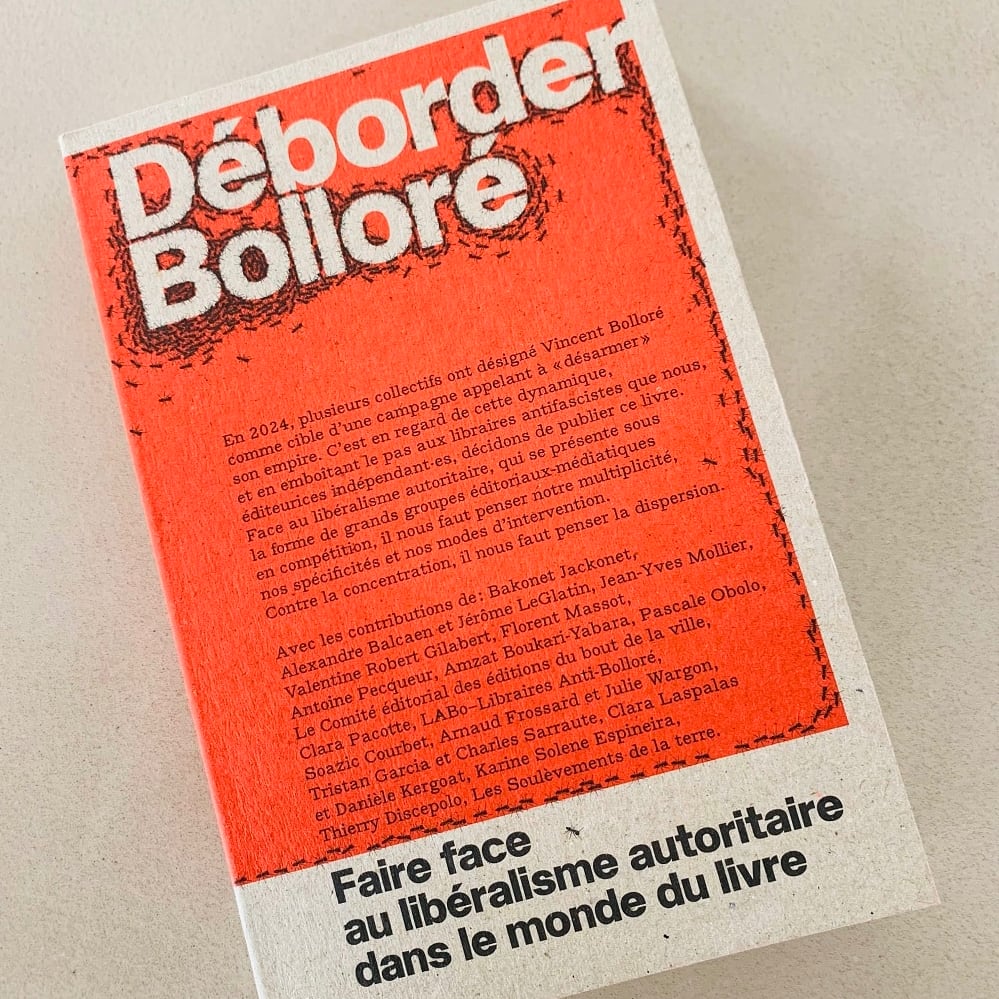 Déborder
Bolloré
En 2024, plusieurs collectifs ont désigné Vincent Bolloré
comme cible d'une campagne appelant à « désarmer »
son empire. C'est en regard de cette dynamique,
et en emboîtant le pas aux libraires antifascistes que nous,
éditeurices indépendant·es, décidons de publier ce livre.
Face au libéralisme autoritaire, qui se présente sous
la forme de grands groupes éditoriaux-médiatiques
en compétition, il nous faut penser notre multiplicité,
nos spécificités et nos modes d'intervention.
Contre la concentration, il nous faut penser la dispersion.
Avec les contributions de : Bakonet Jackonet,
Alexandre Balcaen et Jérôme LeGlatin, Jean-Yves Mollier,
Valentine Robert Gilabert, Florent Massot,
Antoine Pecqueur, Amzat Boukari-Yabara, Pascale Obolo,
Le Comité éditorial des éditions du bout de la ville,
Clara Pacotte, LABo–Libraires Anti-Bolloré,
Soazic Courbet, Arnaud Frossard et Julie Wargon,
Tristan Garcia et Charles Sarraute, Clara Laspalas
et Danièle Kergoat, Karine Solene Espineira,
Thierry Discepolo, Les Soulèvements de la terre.
Faire face
au libéralisme autoritaire
dans le monde du livre